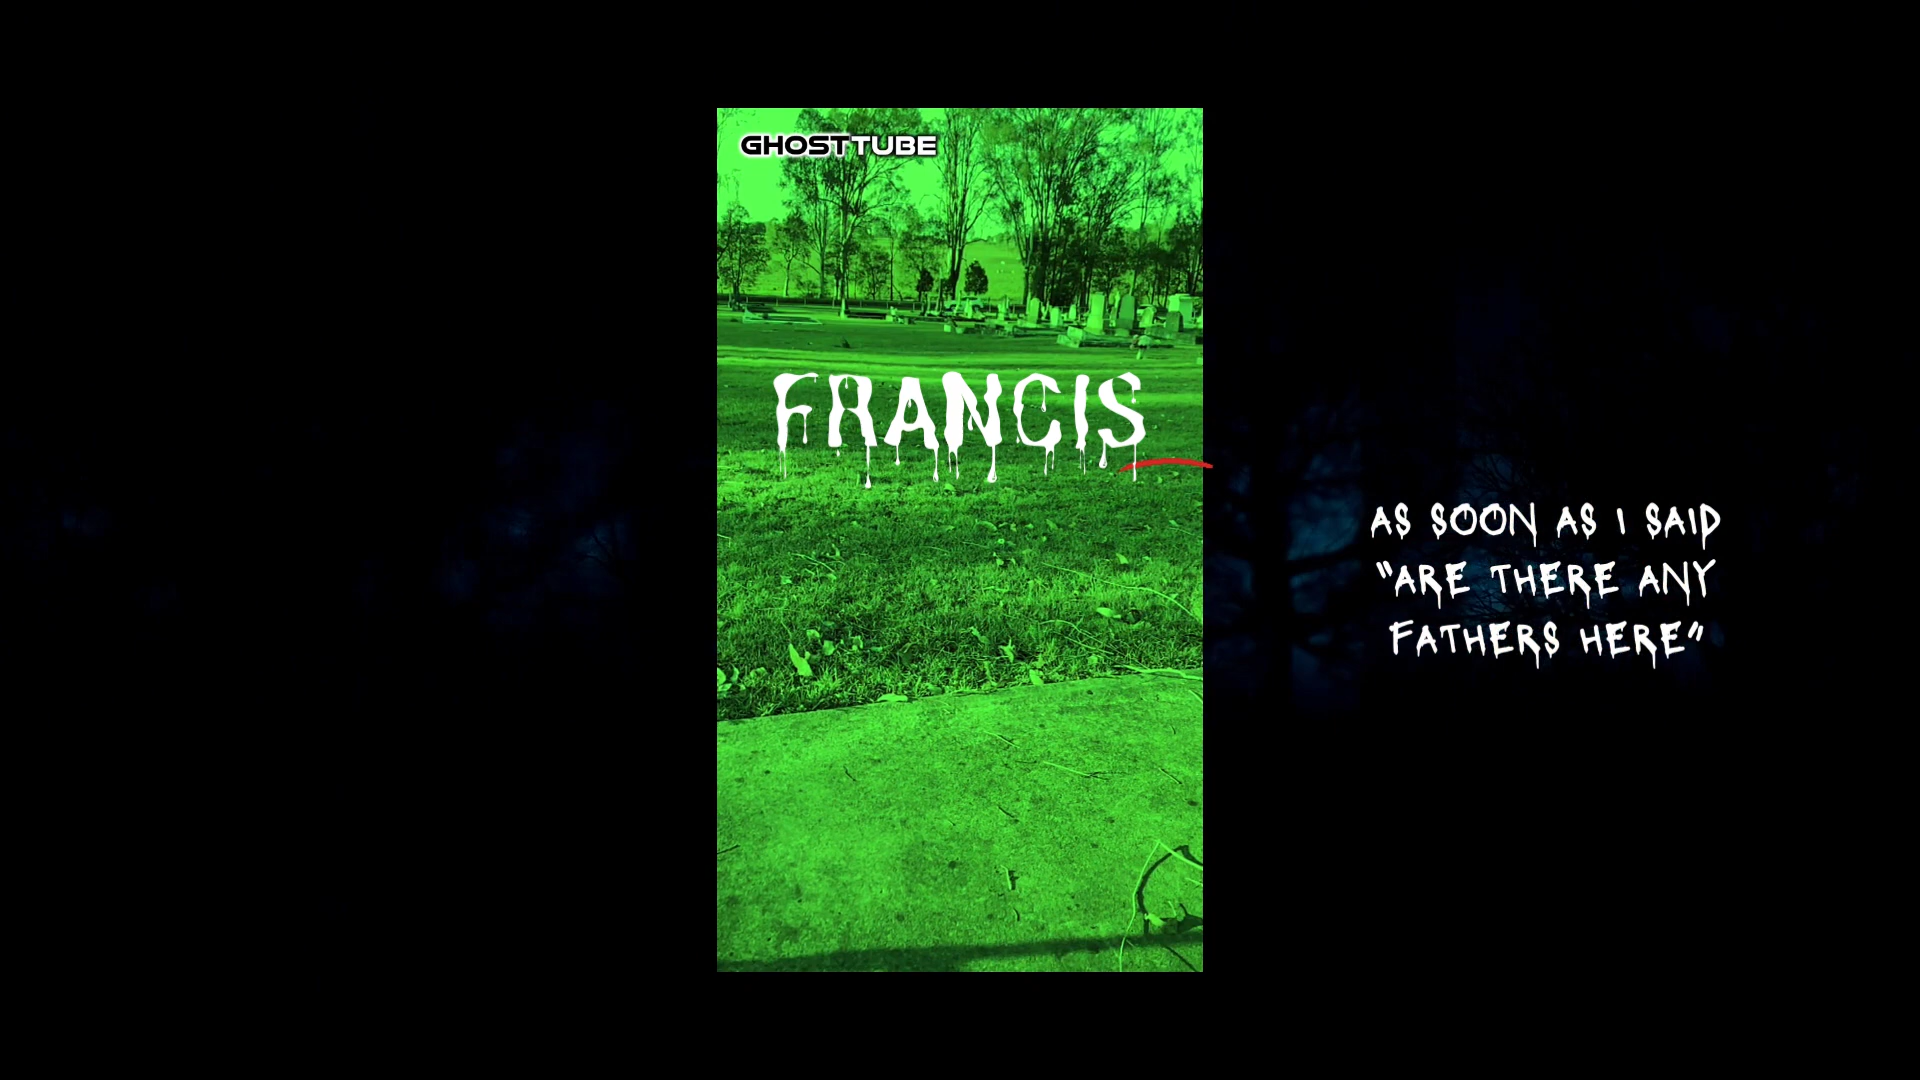 GHOSTTUBE
FRANCIS
AS SOON AS I SAID
"ARE THERE ANY
FATHERS HERE"